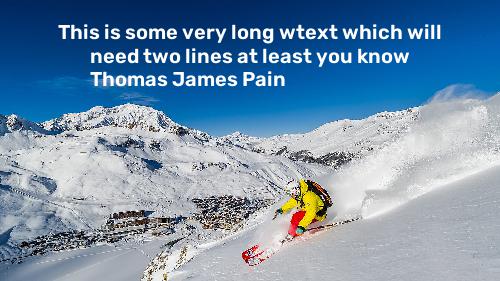 This is some very long wtext which will
need two lines at least you know
Thomas James Pain